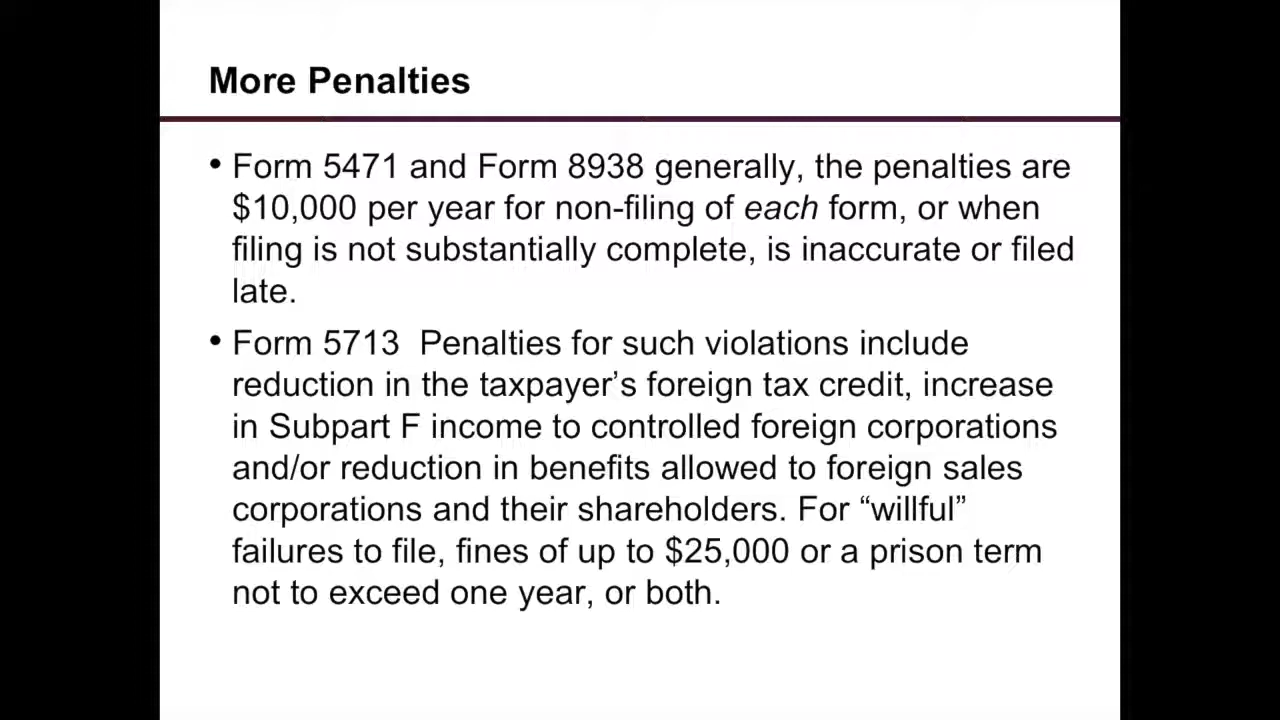 More Penalties
• Form 5471 and Form 8938 generally, the penalties are
$10,000 per year for non-filing of each form, or when
filing is not substantially complete, is inaccurate or filed
late.
• Form 5713  Penalties for such violations include
reduction in the taxpayer’s foreign tax credit, increase
in Subpart F income to controlled foreign corporations
and/or reduction in benefits allowed to foreign sales
corporations and their shareholders. For “willful”
failures to file, fines of up to $25,000 or a prison term
not to exceed one year, or both.